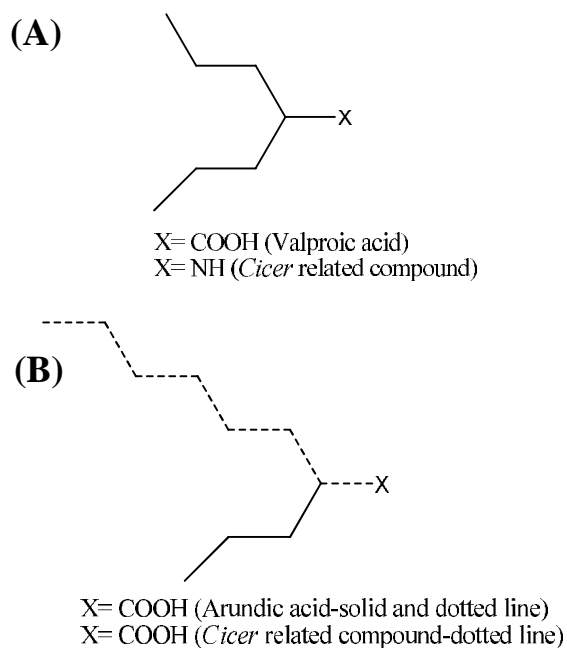 (A)
X
X= COOH (Valproic acid)
X= NH (Cicer related compound)
(B)
X
X= COOH (Arundic acid-solid and dotted line)
X= COOH (Cicer related compound-dotted line)